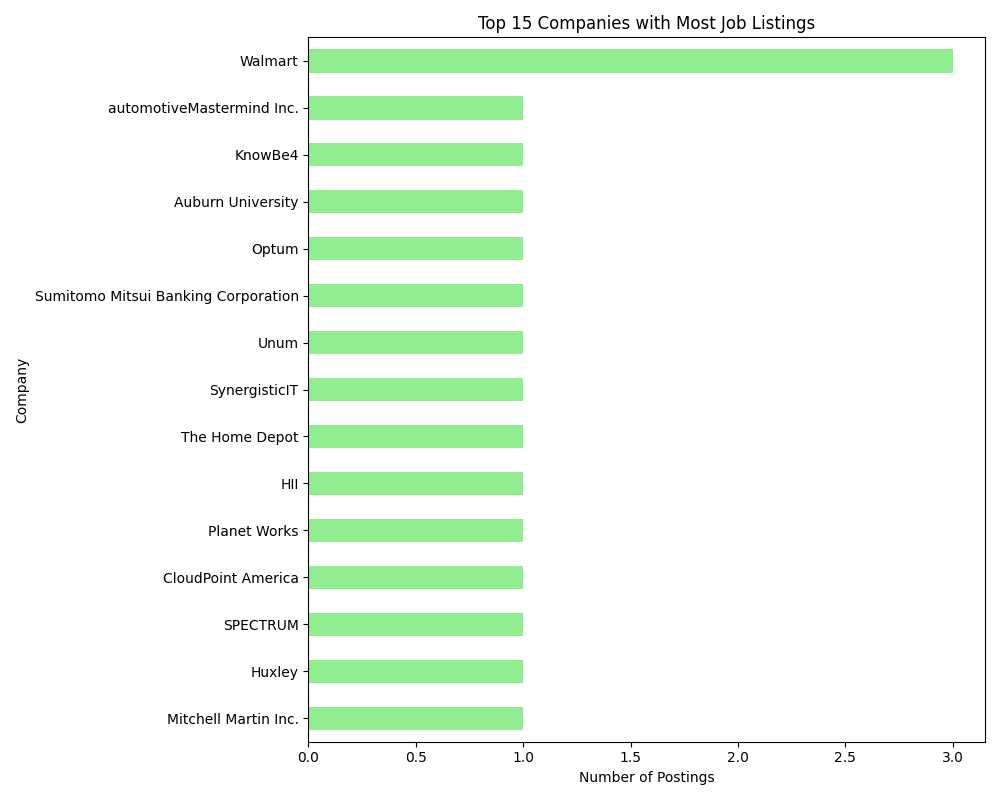 Top 15 Companies with Most Job Listings
Company
Walmart
automotiveMastermind Inc.
KnowBe4
Auburn University
Optum
Sumitomo Mitsui Banking Corporation
Unum
SynergisticIT
The Home Depot
HII
Planet Works
CloudPoint America
SPECTRUM
Huxley
Mitchell Martin Inc.
0.0 0.5 1.0 1.5 2.0 2.5 3.0
Number of Postings